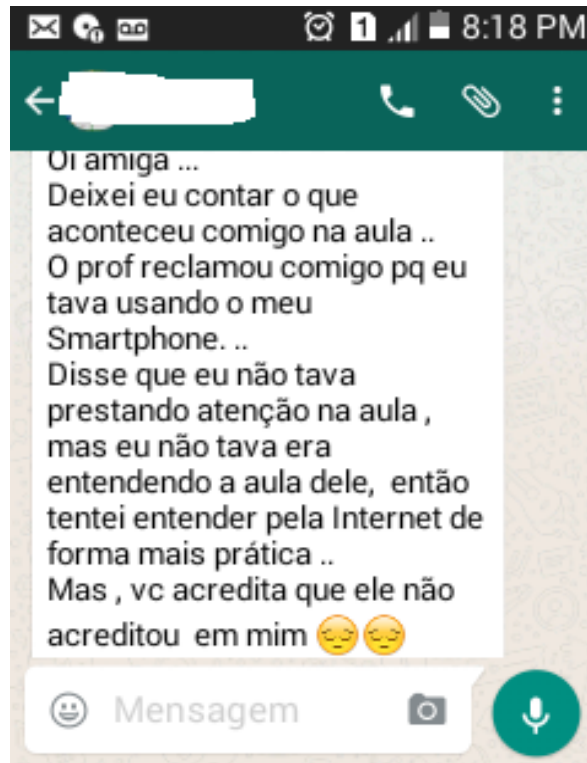 1 8:18 PM
Oi amiga ...
Deixei eu contar o que
aconteceu comigo na aula ..
O prof reclamou comigo pq eu
tava usando o meu
Smartphone. ..
Disse que eu não tava
prestando atenção na aula ,
mas eu não tava era
entendendo a aula dele, então
tentei entender pela Internet de
forma mais prática ..
Mas , vc acredita que ele não
acreditou em mim 😔😔
Mensagem